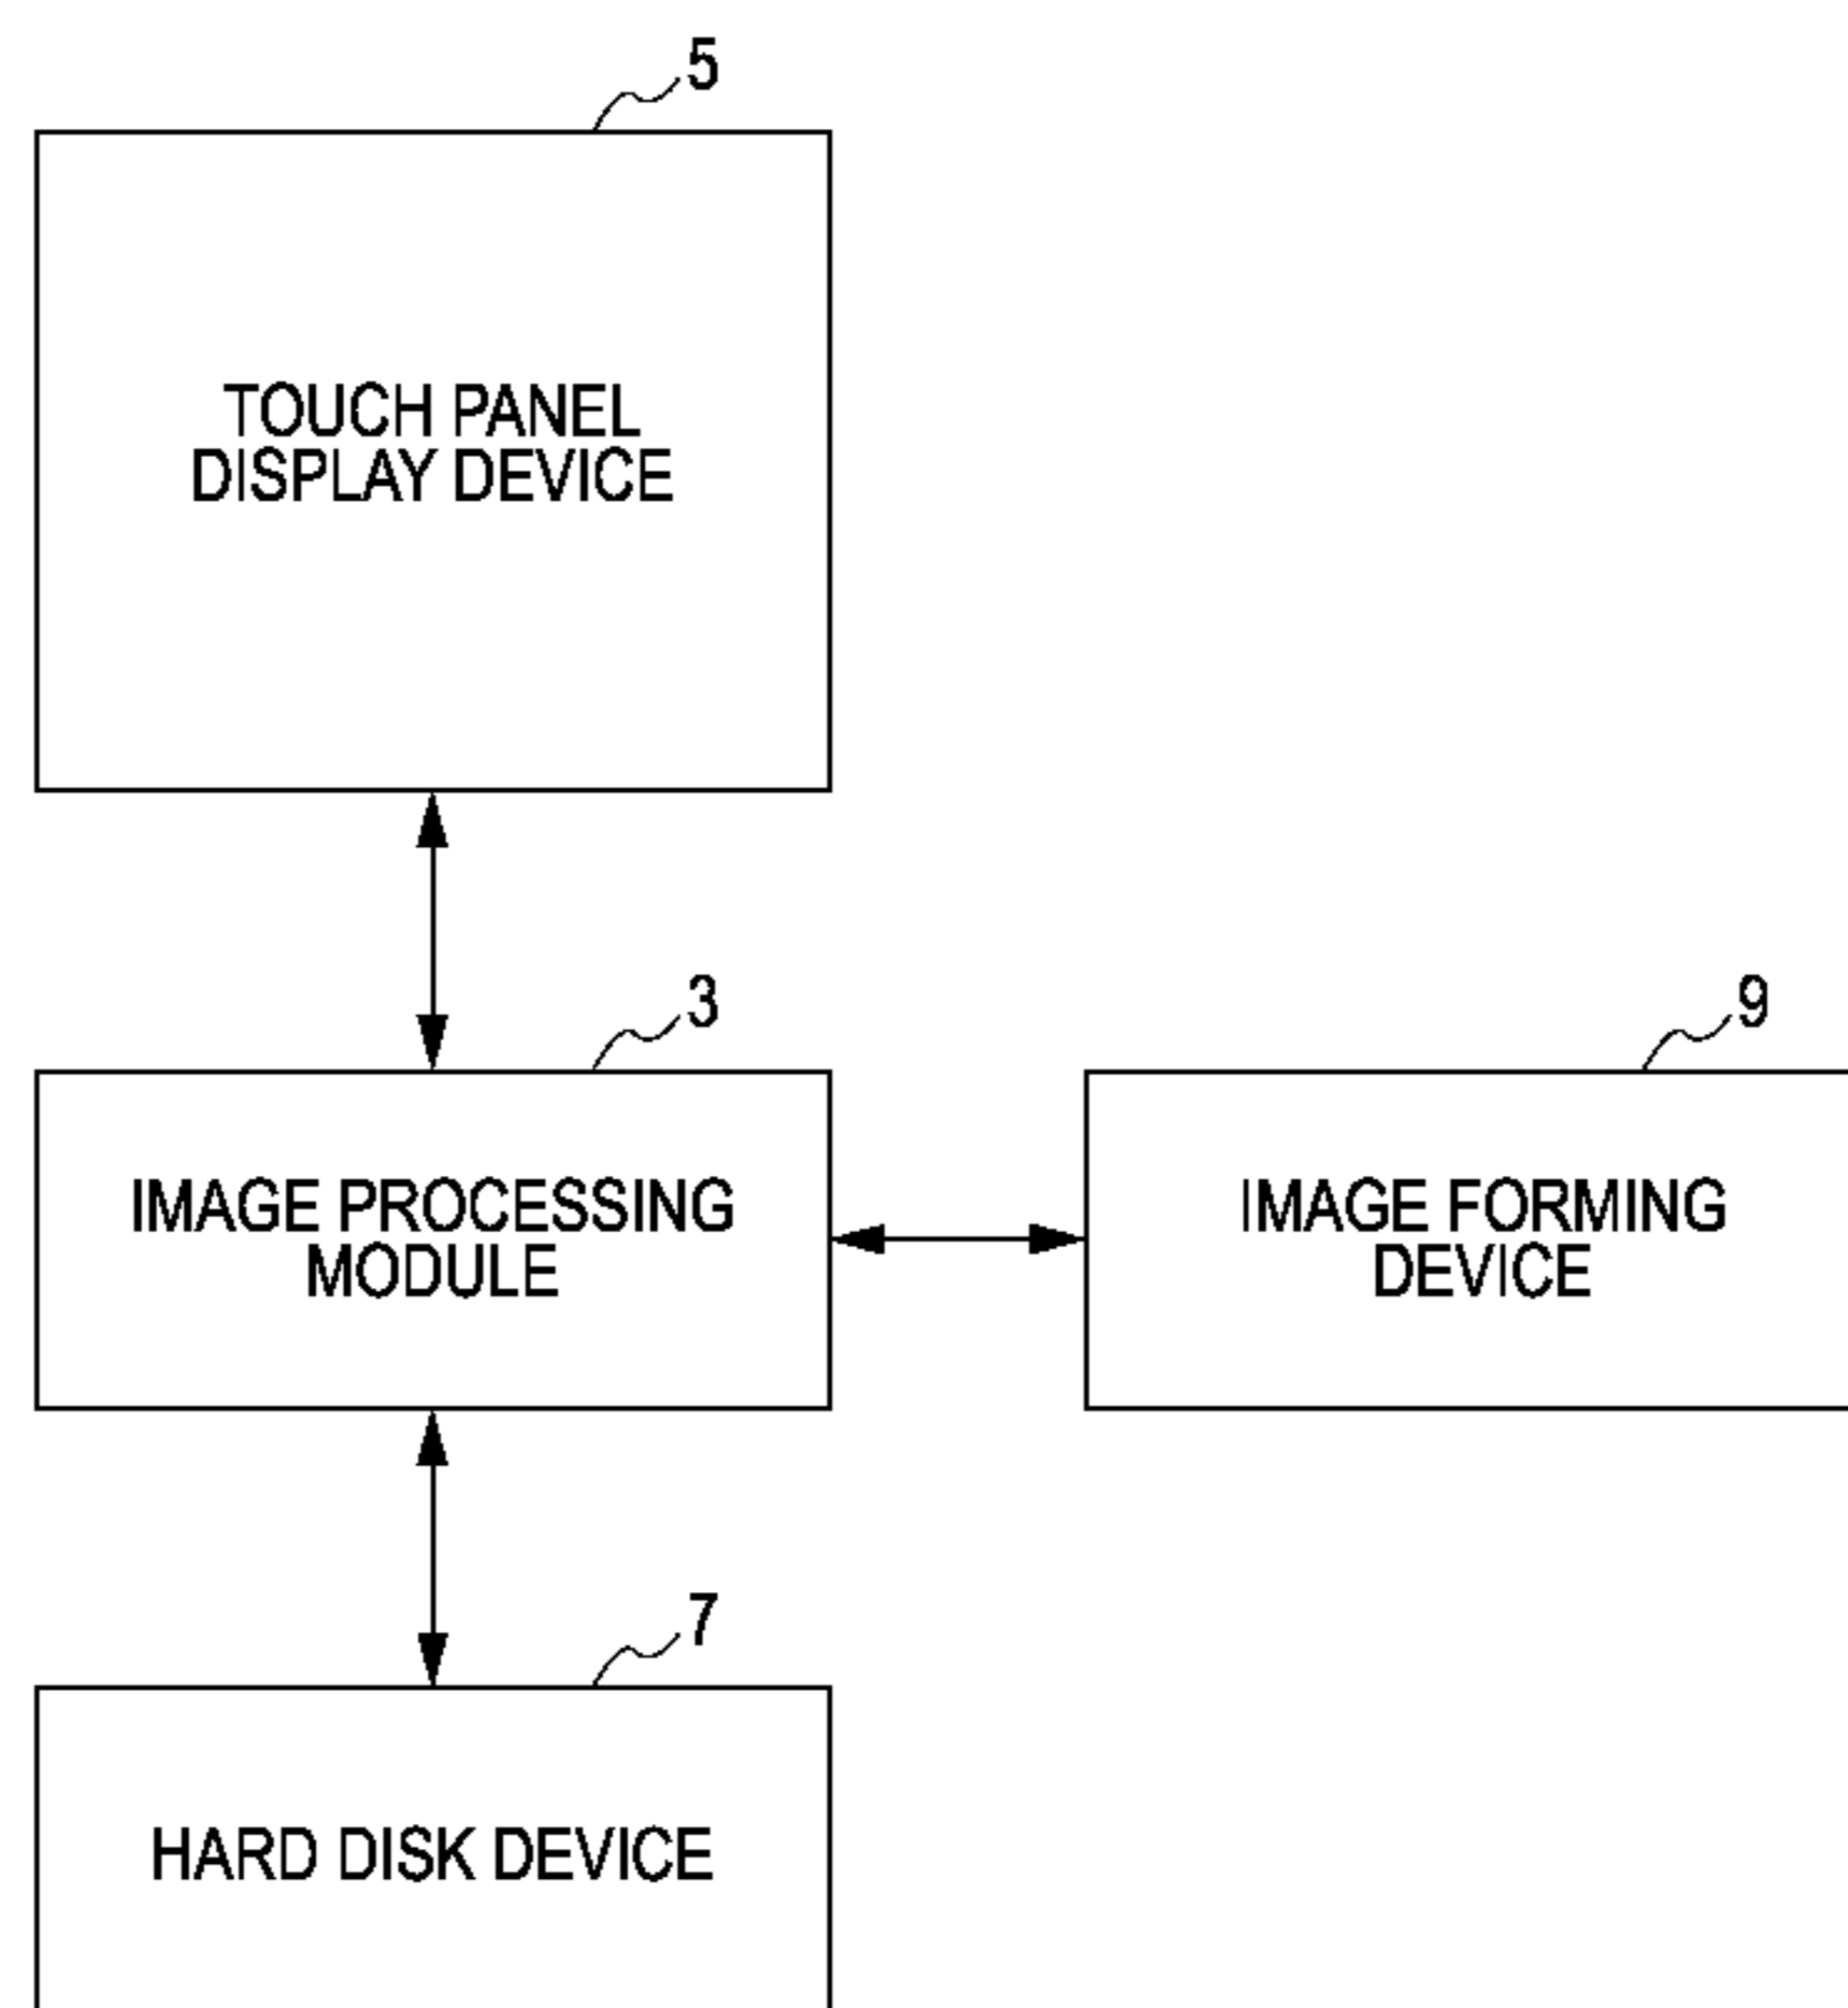 5
TOUCH PANEL
DISPLAY DEVICE
3
IMAGE PROCESSING
MODULE
9
IMAGE FORMING
DEVICE
7
HARD DISK DEVICE